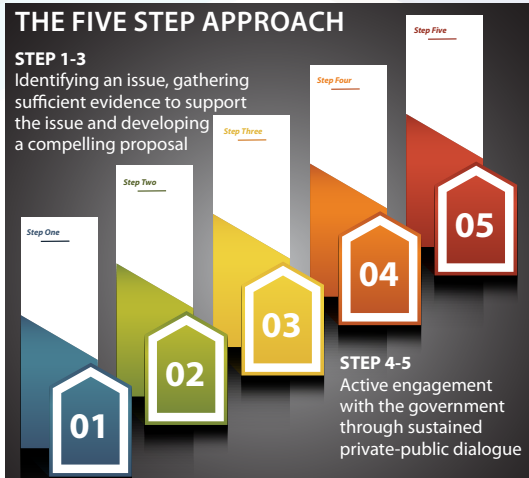 THE FIVE STEP APPROACH
STEP 1-3
Identifying an issue, gathering
sufficient evidence to support
the issue and developing
a compelling proposal
Step One
Step Two
Step Three
Step Four
Step Five
01
02
03
04
05
STEP 4-5
Active engagement
with the government
through sustained
private-public dialogue